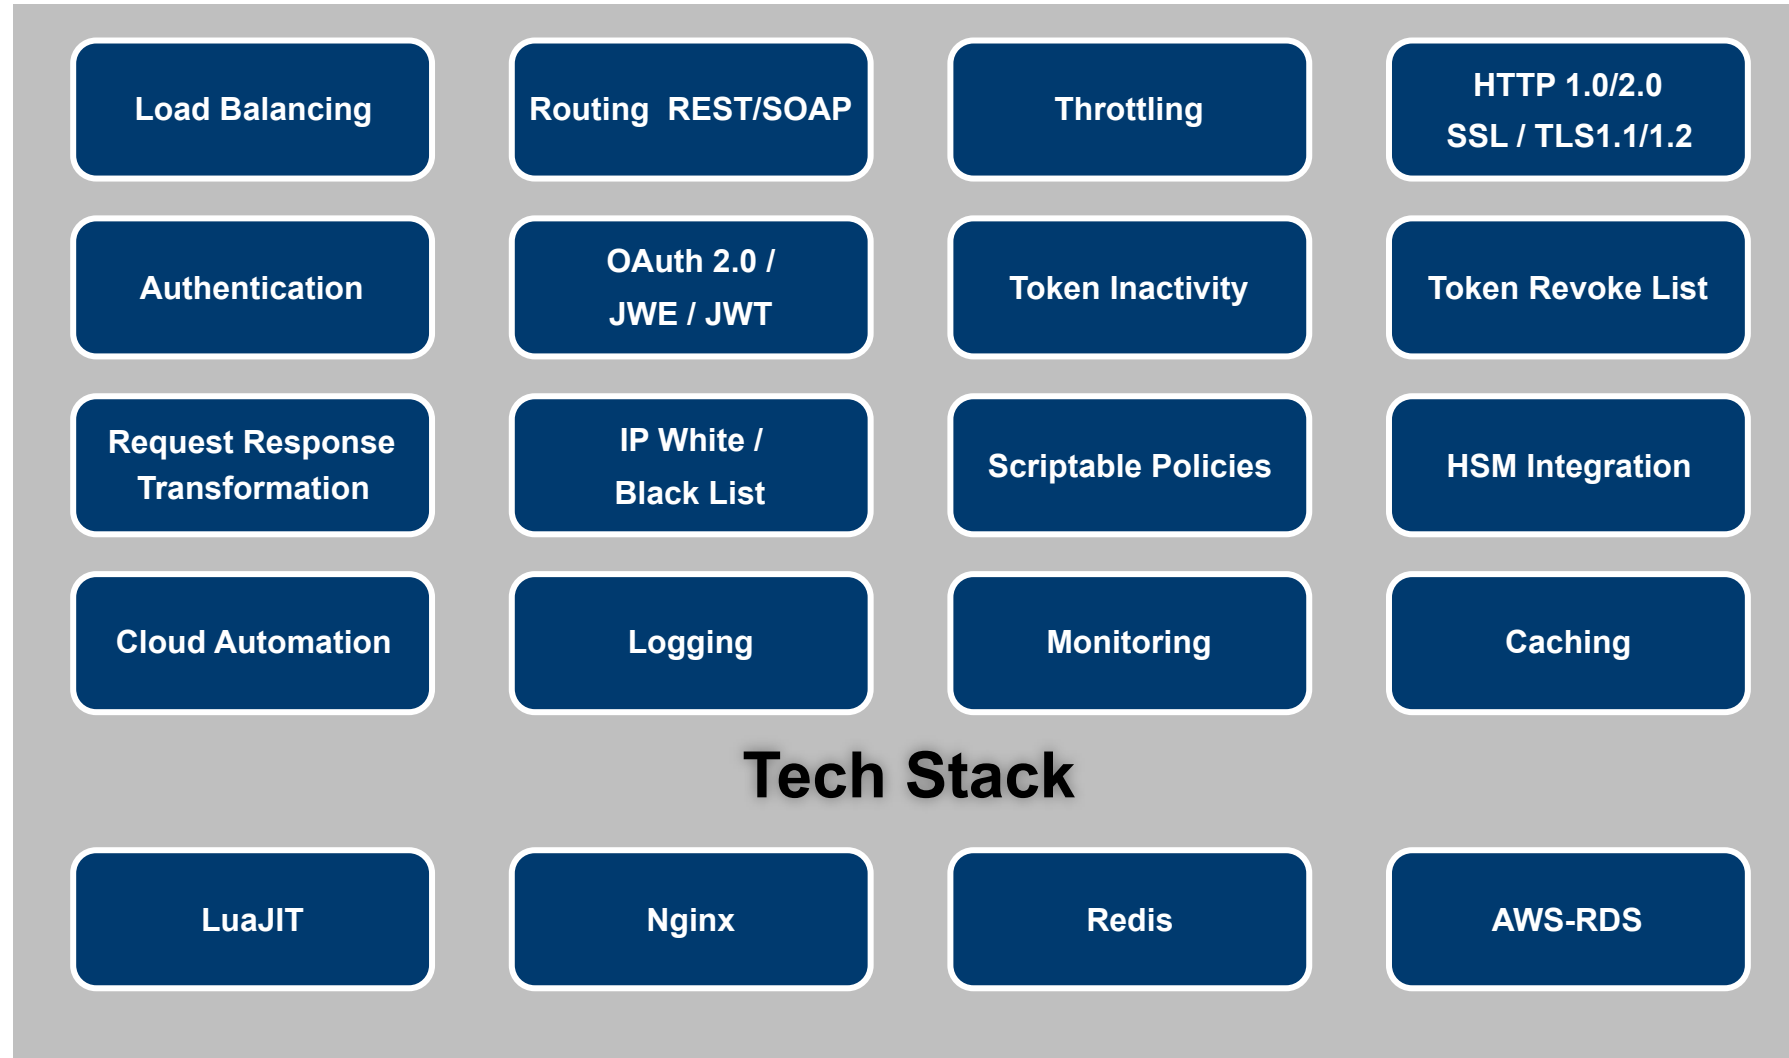 Load Balancing
Routing  REST/SOAP
Throttling
HTTP 1.0/2.0
SSL / TLS1.1/1.2
Authentication
OAuth 2.0 /
JWE / JWT
Token Inactivity
Token Revoke List
Request Response
Transformation
IP White /
Black List
Scriptable Policies
HSM Integration
Cloud Automation
Logging
Monitoring
Caching
Tech Stack
LuaJIT
Nginx
Redis
AWS-RDS